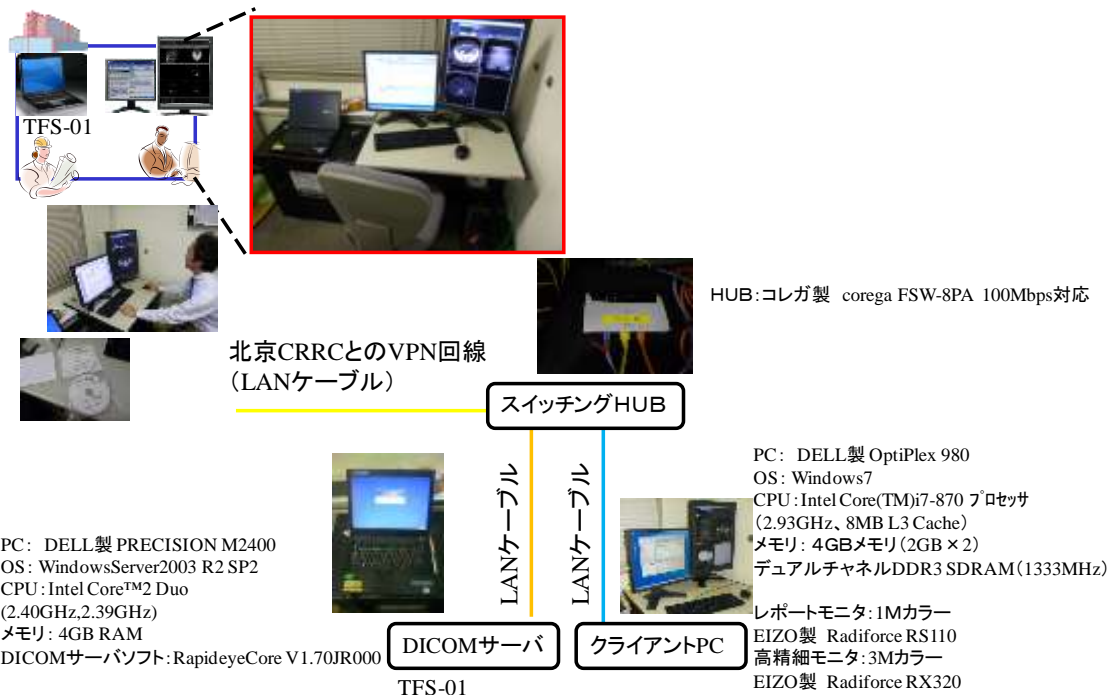 TFS-01
HUB:コレガ製 corega FSW-8PA 100Mbps対応
北京CRRCとのVPN回線
(LANケーブル)
スイッチングHUB
LANケーブル
LANケーブル
PC: DELL製 OptiPlex 980
OS: Windows7
CPU:Intel Core(TM)i7-870 プロセッサ
(2.93GHz、8MB L3 Cache)
メモリ:4GBメモリ(2GB×2)
デュアルチャネルDDR3 SDRAM(1333MHz)
レポートモニタ:1Mカラー
EIZO製 Radiforce RS110
高精細モニタ:3Mカラー
EIZO製 Radiforce RX320
PC: DELL製 PRECISION M2400
OS: WindowsServer2003 R2 SP2
CPU:Intel Core™2 Duo
(2.40GHz,2.39GHz)
メモリ: 4GB RAM
DICOMサーバソフト:RapideyeCore V1.70JR000
DICOMサーバ
クライアントPC
TFS-01